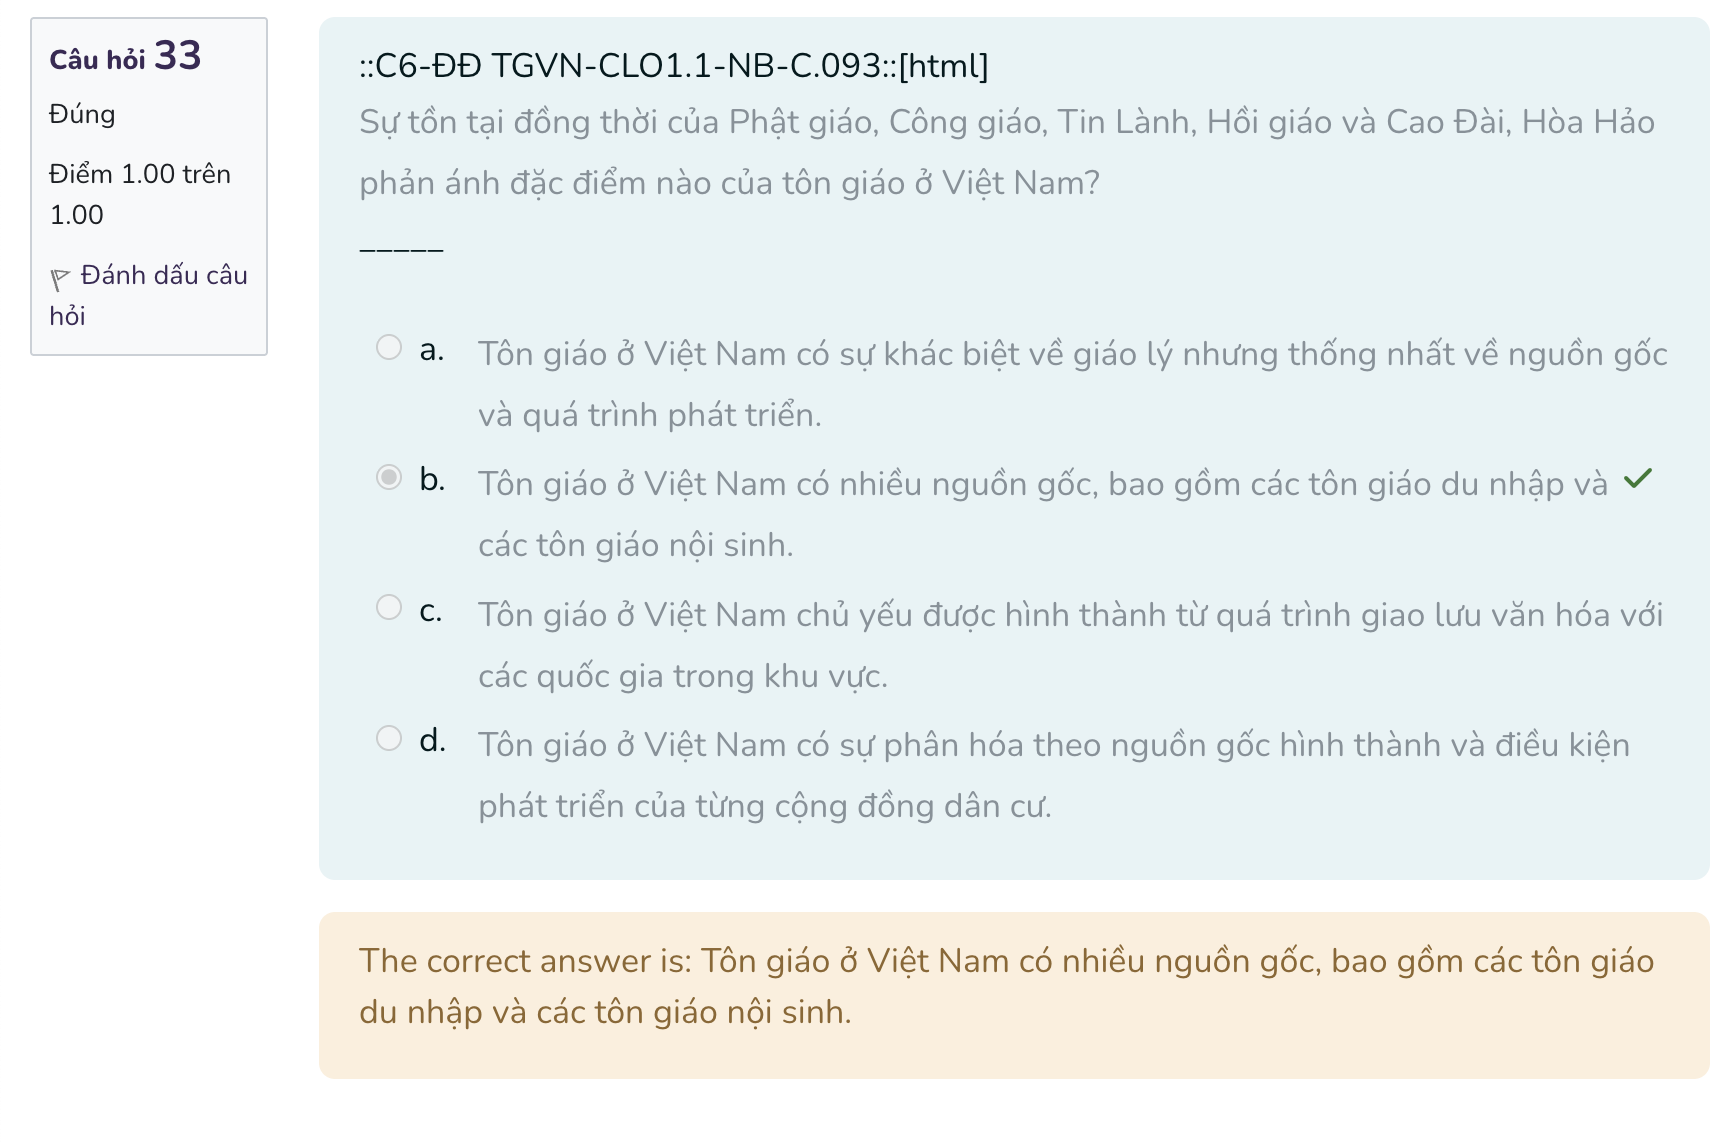 Câu hỏi 33
Đúng
Điểm 1.00 trên
1.00
Đánh dấu câu
hỏi
::C6-ĐĐ TGVN-CLO1.1-NB-C.093::[html]
Sự tồn tại đồng thời của Phật giáo, Công giáo, Tin Lành, Hồi giáo và Cao Đài, Hòa Hảo
phản ánh đặc điểm nào của tôn giáo ở Việt Nam?
_____
a. Tôn giáo ở Việt Nam có sự khác biệt về giáo lý nhưng thống nhất về nguồn gốc
và quá trình phát triển.
b. Tôn giáo ở Việt Nam có nhiều nguồn gốc, bao gồm các tôn giáo du nhập và
các tôn giáo nội sinh.
c. Tôn giáo ở Việt Nam chủ yếu được hình thành từ quá trình giao lưu văn hóa với
các quốc gia trong khu vực.
d. Tôn giáo ở Việt Nam có sự phân hóa theo nguồn gốc hình thành và điều kiện
phát triển của từng cộng đồng dân cư.
The correct answer is: Tôn giáo ở Việt Nam có nhiều nguồn gốc, bao gồm các tôn giáo
du nhập và các tôn giáo nội sinh.